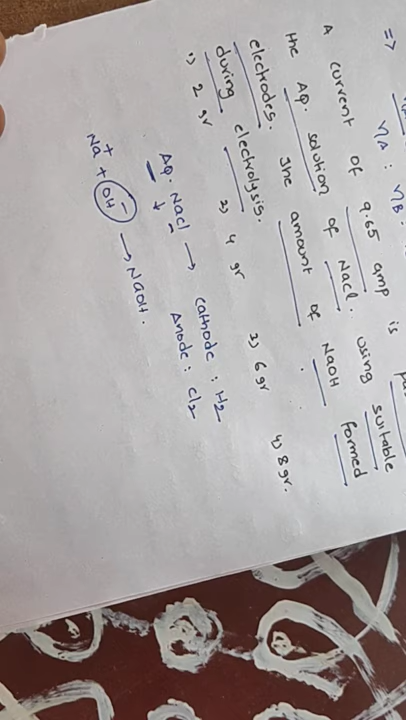 =>
ηA : ηB
A current of 9.65 amp is
the Aq. solution of Nacl. using suitable
electrodes. The amount of NaOH formed
during electrolysis.
1) 2 gr 2) 4 gr 3) 6 gr 4) 8 gr.
Aq. Nacl → Cathode : H2
↓ Anode : Cl2
Na+ + OH- → NaOH.